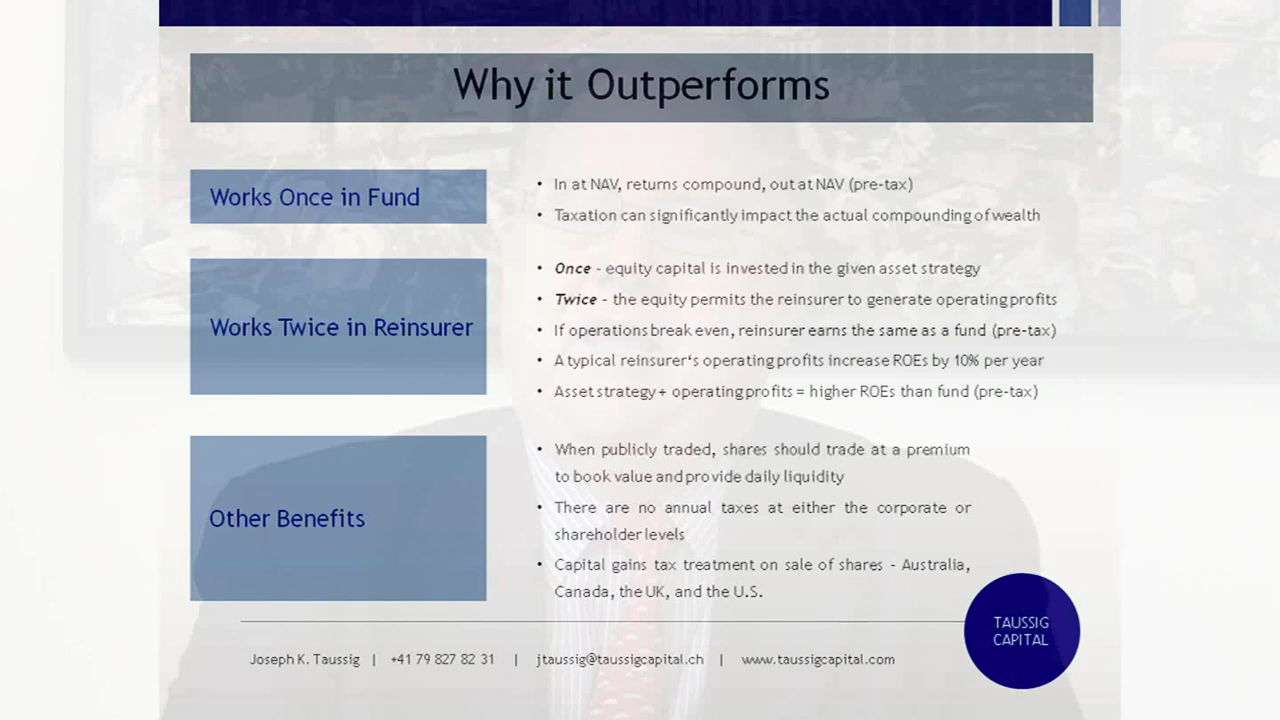 Why it Outperforms
Works Once in Fund
• In at NAV, returns compound, out at NAV (pre-tax)
• Taxation can significantly impact the actual compounding of wealth
Works Twice in Reinsurer
• Once - equity capital is invested in the given asset strategy
• Twice - the equity permits the reinsurer to generate operating profits
• If operations break even, reinsurer earns the same as a fund (pre-tax)
• A typical reinsurer's operating profits increase ROEs by 10% per year
• Asset strategy + operating profits = higher ROEs than fund (pre-tax)
Other Benefits
• When publicly traded, shares should trade at a premium
to book value and provide daily liquidity
• There are no annual taxes at either the corporate or
shareholder levels
• Capital gains tax treatment on sale of shares - Australia,
Canada, the UK, and the U.S.
TAUSSIG
CAPITAL
Joseph K. Taussig | +41 79 827 82 31 | jtaussig@taussigcapital.ch | www.taussigcapital.com